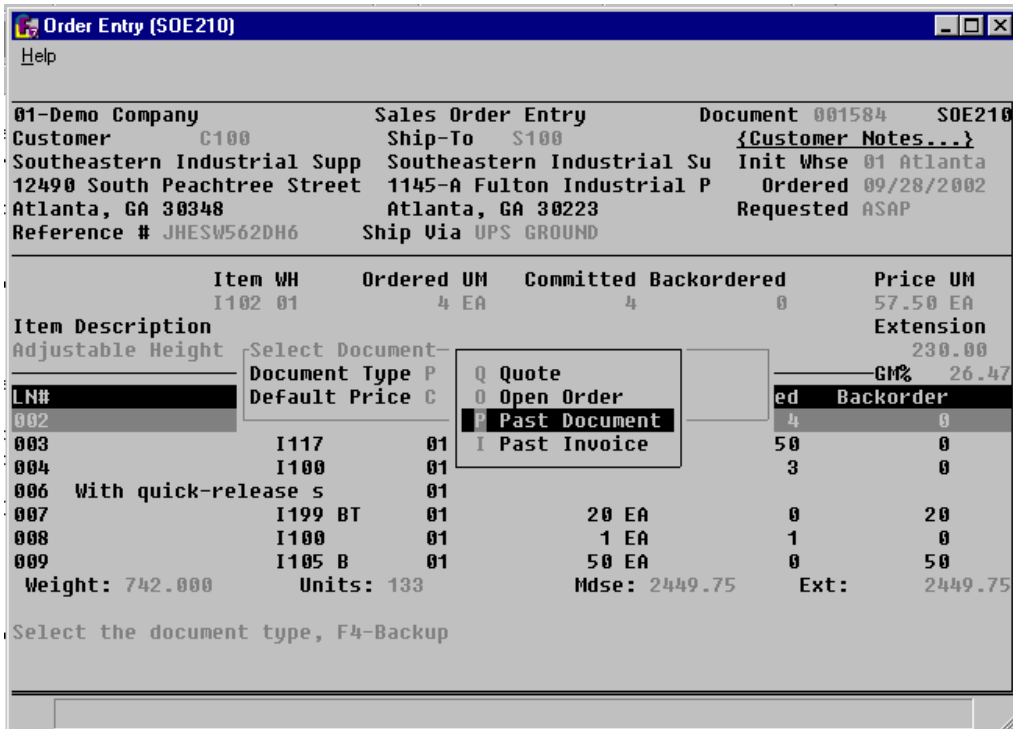 Order Entry (SOE210)
Help
01-Demo Company Sales Order Entry Document 001584 SOE210
Customer C100 Ship-To S100 {Customer Notes...}
Southeastern Industrial Supp Southeastern Industrial Su Init Whse 01 Atlanta
12490 South Peachtree Street 1145-A Fulton Industrial P Ordered 09/28/2002
Atlanta, GA 30348 Atlanta, GA 30223 Requested ASAP
Reference # JHESW562DH6 Ship Via UPS GROUND
Item WH Ordered UM Committed Backordered Price UM
I102 01 4 EA 4 0 57.50 EA
Item Description Extension
Adjustable Height Select Document 230.00
Document Type P Q Quote GM% 26.47
LN# Default Price C O Open Order ed Backorder
002 P Past Document 4 0
003 I117 01 I Past Invoice 50 0
004 I100 01 3 0
006 With quick-release s 01
007 I199 BT 01 20 EA 0 20
008 I100 01 1 EA 1 0
009 I105 B 01 50 EA 0 50
Weight: 742.000 Units: 133 Mdse: 2449.75 Ext: 2449.75
Select the document type, F4-Backup